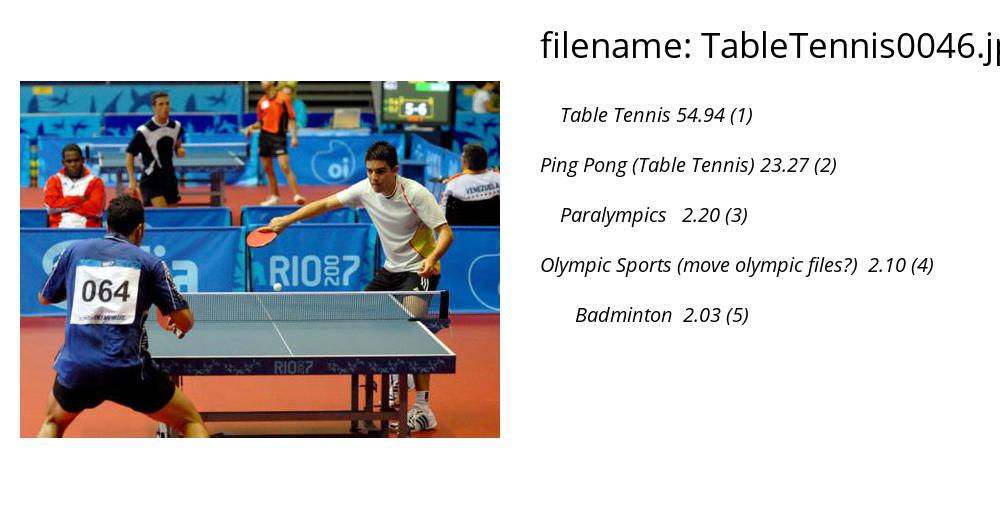 filename: TableTennis0046.jp
Table Tennis 54.94 (1)
Ping Pong (Table Tennis) 23.27 (2)
Paralympics 2.20 (3)
Olympic Sports (move olympic files?) 2.10 (4)
Badminton 2.03 (5)
5-6
oi
VENEZUELA
RIO2007
064
RIO2007